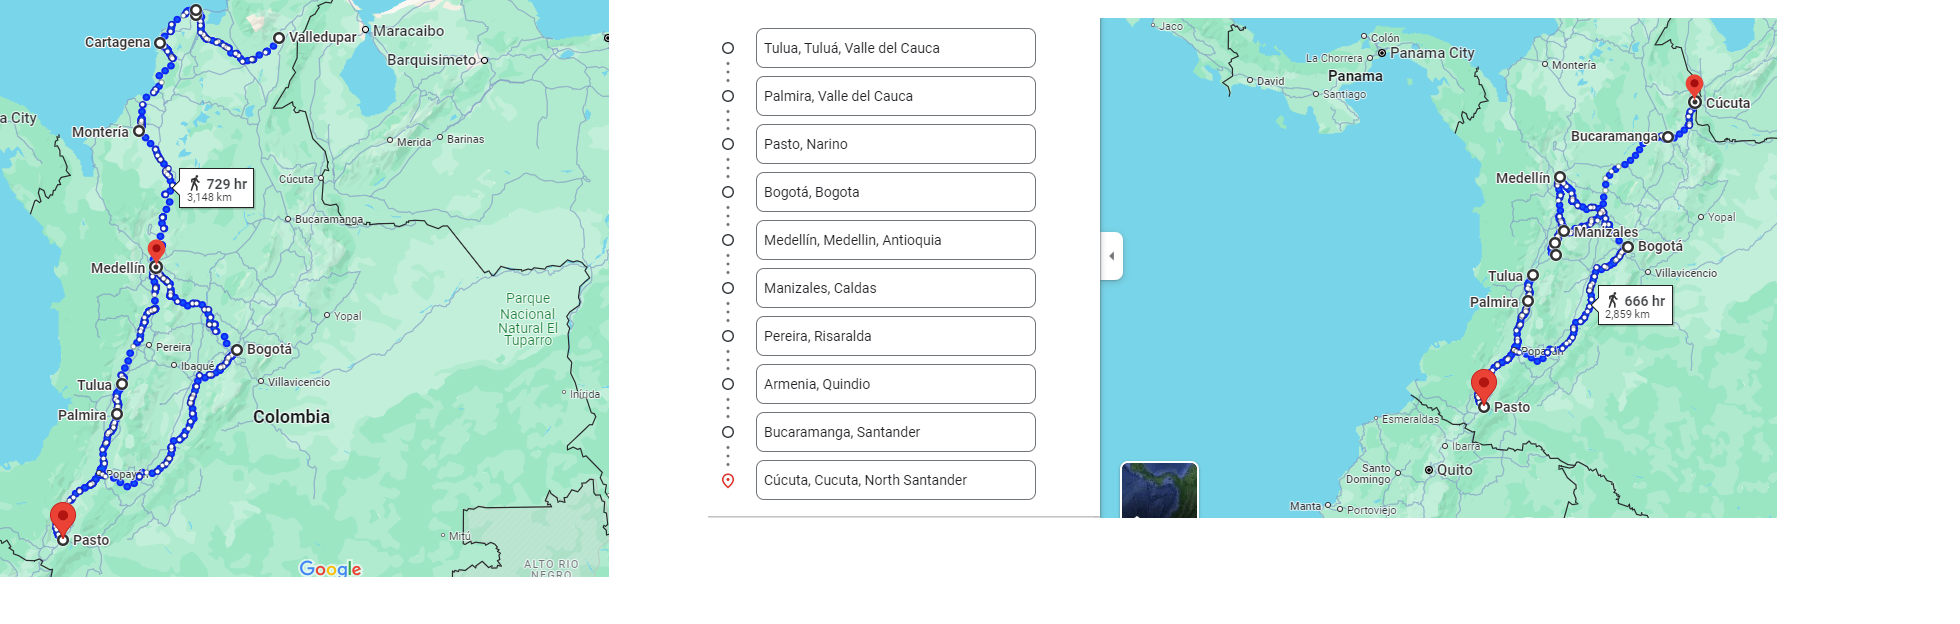 Cartagena
Valledupar
Maracaibo
Barquisimeto
a City
Montería
Merida
Barinas
729 hr
3,148 km
Cúcuta
Bucaramanga
Medellín
Parque
Nacional
Natural El
Tuparro
Yopal
Pereira
Bogotá
Ibagué
Tulua
Villavicencio
Palmira
Colombia
Inírida
Popayán
Pasto
Mitú
Google
ALTO RIO
NEGRO
Tulua, Tuluá, Valle del Cauca
Palmira, Valle del Cauca
Pasto, Narino
Bogotá, Bogota
Medellín, Medellin, Antioquia
Manizales, Caldas
Pereira, Risaralda
Armenia, Quindio
Bucaramanga, Santander
Cúcuta, Cucuta, North Santander
Jaco
Colón
Panama City
La Chorrera
Panama
David
Santiago
Montería
Cúcuta
Bucaramanga
Medellín
Yopal
Manizales
Bogotá
Tulua
Villavicencio
Palmira
666 hr
2,859 km
Popayán
Pasto
Esmeraldas
Ibarra
Santo
Domingo
Quito
Manta
Portoviejo